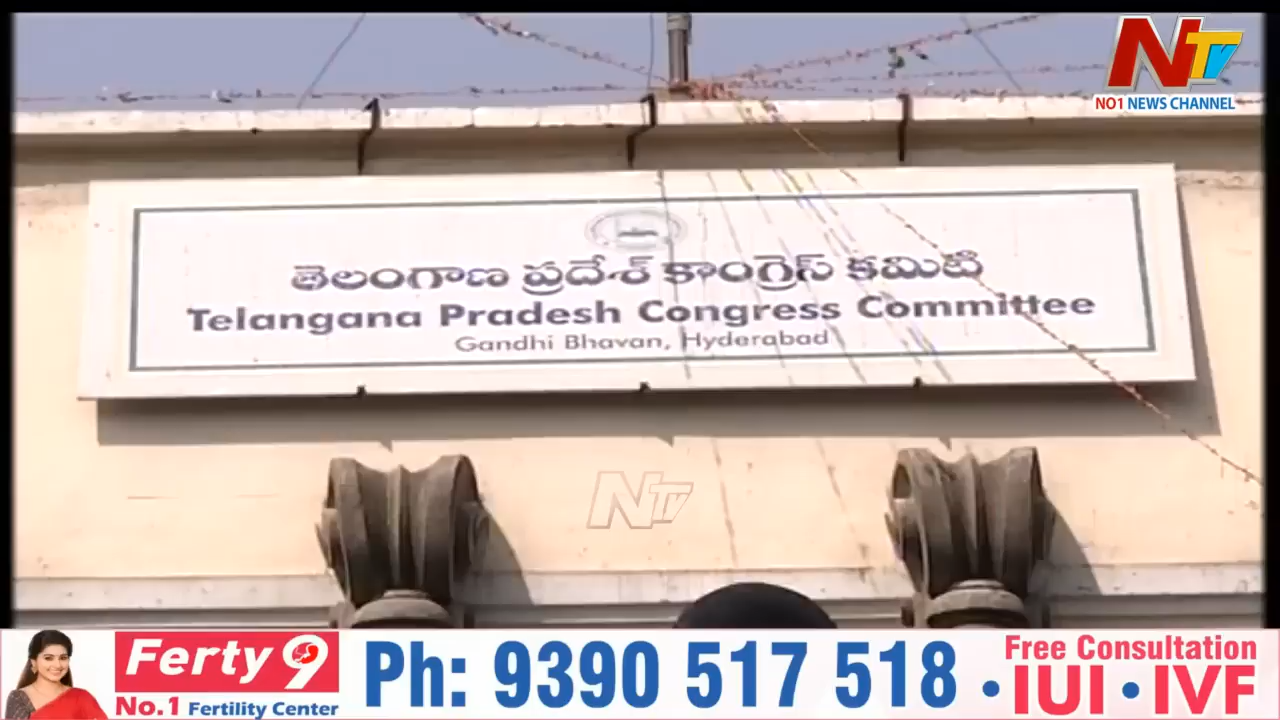 NTV
NO1 NEWS CHANNEL
తెలంగాణ ప్రదేశ్ కాంగ్రెస్ కమిటీ
Telangana Pradesh Congress Committee
Gandhi Bhavan, Hyderabad
NTV
Ferty9
No.1 Fertility Center
Ph: 9390 517 518
Free Consultation
• IUI • IVF